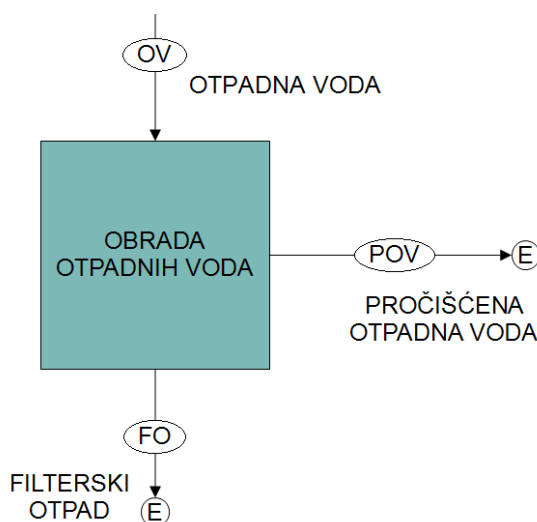 OV
OTPADNA VODA
OBRADA
OTPADNIH VODA
POV
E
PROČIŠĆENA
OTPADNA VODA
FO
FILTERSKI
OTPAD
E